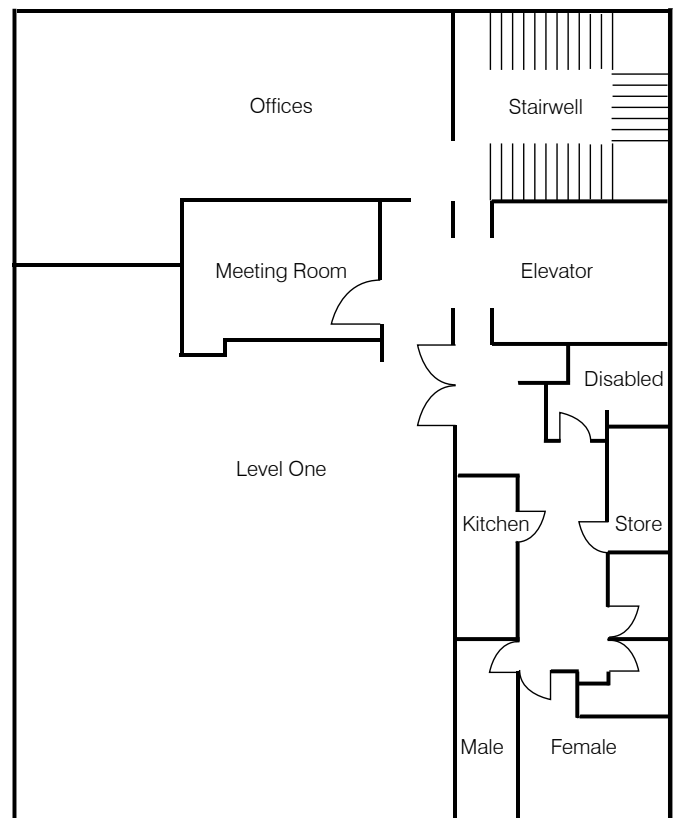 Offices
Stairwell
Meeting Room
Elevator
Disabled
Level One
Kitchen
Store
Male
Female